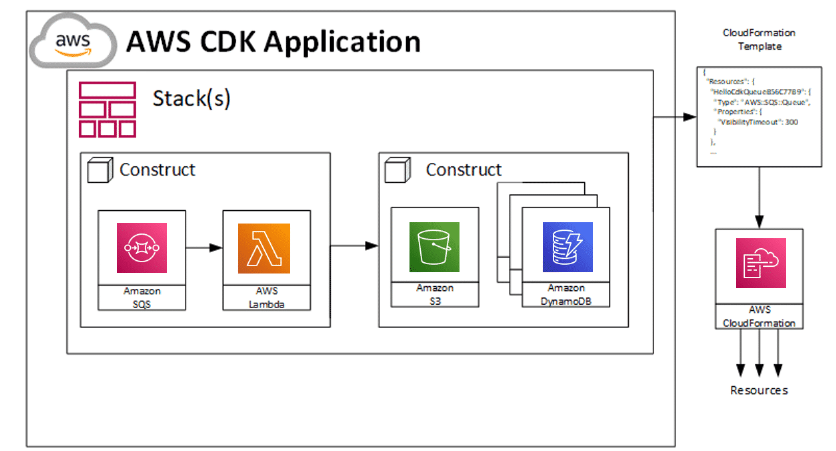 aws
AWS CDK Application
Stack(s)
Construct
Amazon
SQS
AWS
Lambda
Construct
Amazon
S3
Amazon
DynamoDB
CloudFormation
Template
{
"Resources": {
"HelloCdkQueueB56C77B9": {
"Type": "AWS::SQS::Queue",
"Properties": {
"VisibilityTimeout": 300
}
},
...
AWS
CloudFormation
Resources